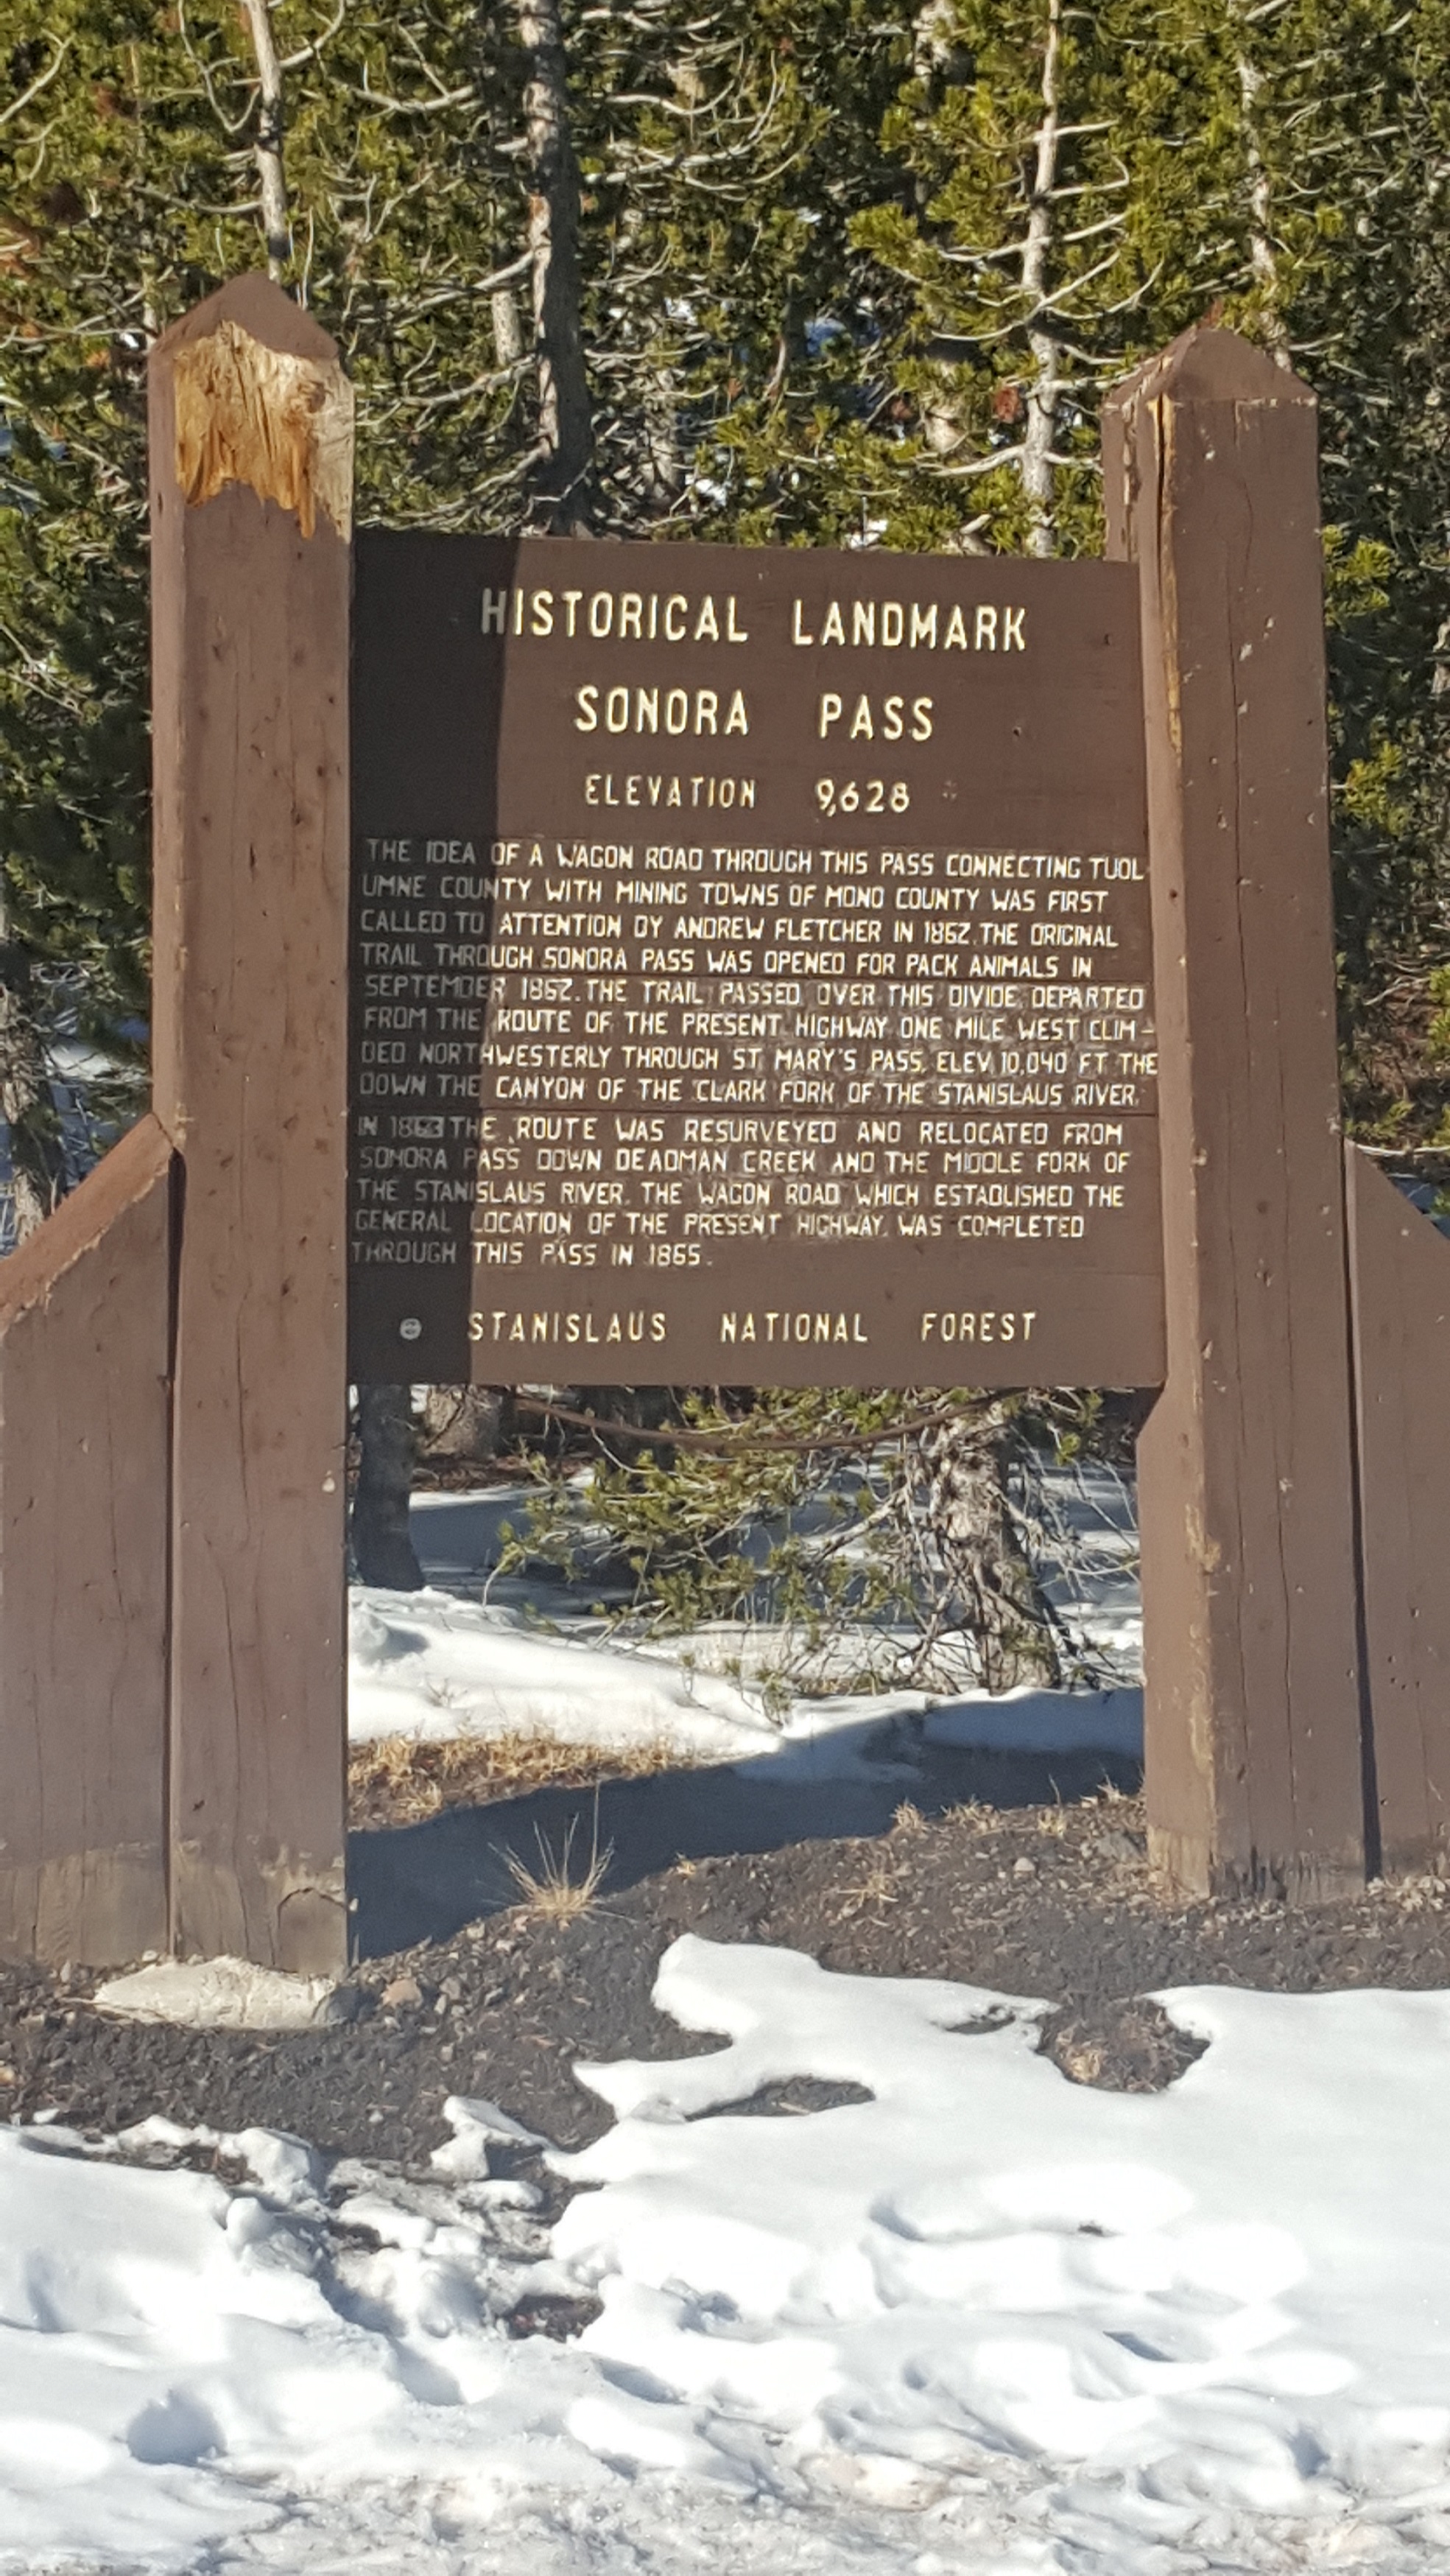 HISTORICAL LANDMARK
SONORA PASS
ELEVATION 9,628
THE IDEA OF A WAGON ROAD THROUGH THIS PASS CONNECTING TUOL-
UMNE COUNTY WITH MINING TOWNS OF MONO COUNTY WAS FIRST
CALLED TO ATTENTION BY ANDREW FLETCHER IN 1862. THE ORIGINAL
TRAIL THROUGH SONORA PASS WAS OPENED FOR PACK ANIMALS IN
SEPTEMBER 1862. THE TRAIL PASSED OVER THIS DIVIDE, DEPARTED
FROM THE ROUTE OF THE PRESENT HIGHWAY ONE MILE WEST CLIM-
BED NORTHWESTERLY THROUGH ST. MARY'S PASS, ELEV. 10,040 FT. THE
DOWN THE CANYON OF THE CLARK FORK OF THE STANISLAUS RIVER.
IN 1863 THE ROUTE WAS RESURVEYED AND RELOCATED FROM
SONORA PASS DOWN DEADMAN CREEK AND THE MIDDLE FORK OF
THE STANISLAUS RIVER. THE WAGON ROAD WHICH ESTABLISHED THE
GENERAL LOCATION OF THE PRESENT HIGHWAY, WAS COMPLETED
THROUGH THIS PASS IN 1865.
STANISLAUS NATIONAL FOREST